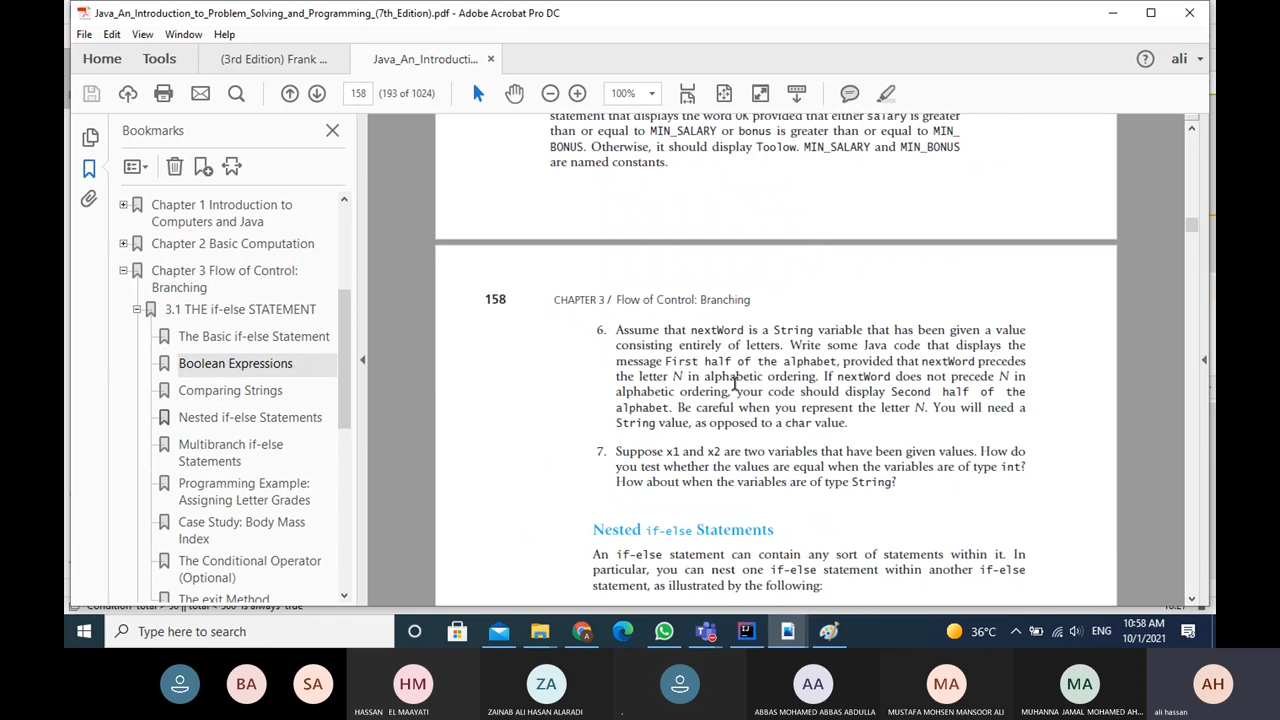 Java_An_Introduction_to_Problem_Solving_and_Programming_(7th_Edition).pdf - Adobe Acrobat Pro DC
File Edit View Window Help
Home Tools (3rd Edition) Frank ... Java_An_Introducti... ali
158 (193 of 1024) 100%
Bookmarks
Chapter 1 Introduction to
Computers and Java
Chapter 2 Basic Computation
Chapter 3 Flow of Control:
Branching
3.1 THE if-else STATEMENT
The Basic if-else Statement
Boolean Expressions
Comparing Strings
Nested if-else Statements
Multibranch if-else
Statements
Programming Example:
Assigning Letter Grades
Case Study: Body Mass
Index
The Conditional Operator
(Optional)
The exit Method
statement that displays the word OK provided that either salary is greater
than or equal to MIN_SALARY or bonus is greater than or equal to MIN_
BONUS. Otherwise, it should display Toolow. MIN_SALARY and MIN_BONUS
are named constants.
158 CHAPTER 3 / Flow of Control: Branching
6. Assume that nextWord is a String variable that has been given a value
consisting entirely of letters. Write some Java code that displays the
message First half of the alphabet, provided that nextWord precedes
the letter N in alphabetic ordering. If nextWord does not precede N in
alphabetic ordering, your code should display Second half of the
alphabet. Be careful when you represent the letter N. You will need a
String value, as opposed to a char value.
7. Suppose x1 and x2 are two variables that have been given values. How do
you test whether the values are equal when the variables are of type int?
How about when the variables are of type String?
Nested if-else Statements
An if-else statement can contain any sort of statements within it. In
particular, you can nest one if-else statement within another if-else
statement, as illustrated by the following:
Type here to search
36°C ENG 10:58 AM
10/1/2021
BA SA HM ZA AA MA MA AH
HASSAN EL MAAYATI ZAINAB ALI HASAN ALARADI . ABBAS MOHAMED ABBAS ABDULLA MUSTAFA MOHSEN MANSOOR ALI MUHANNA JAMAL MOHAMED AH... ali hassan